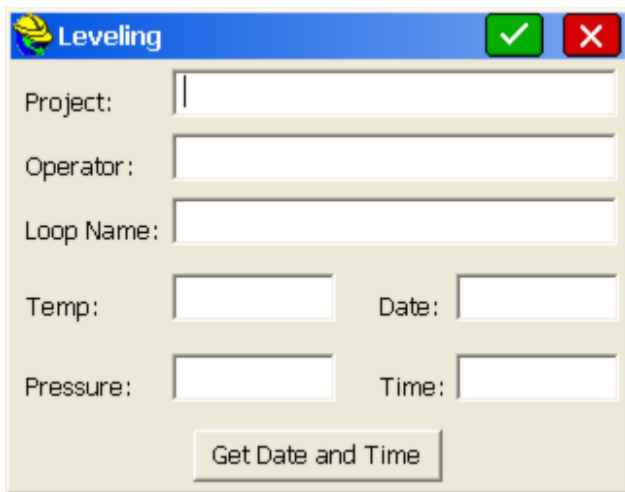 Leveling
Project:
Operator:
Loop Name:
Temp: Date:
Pressure: Time:
Get Date and Time